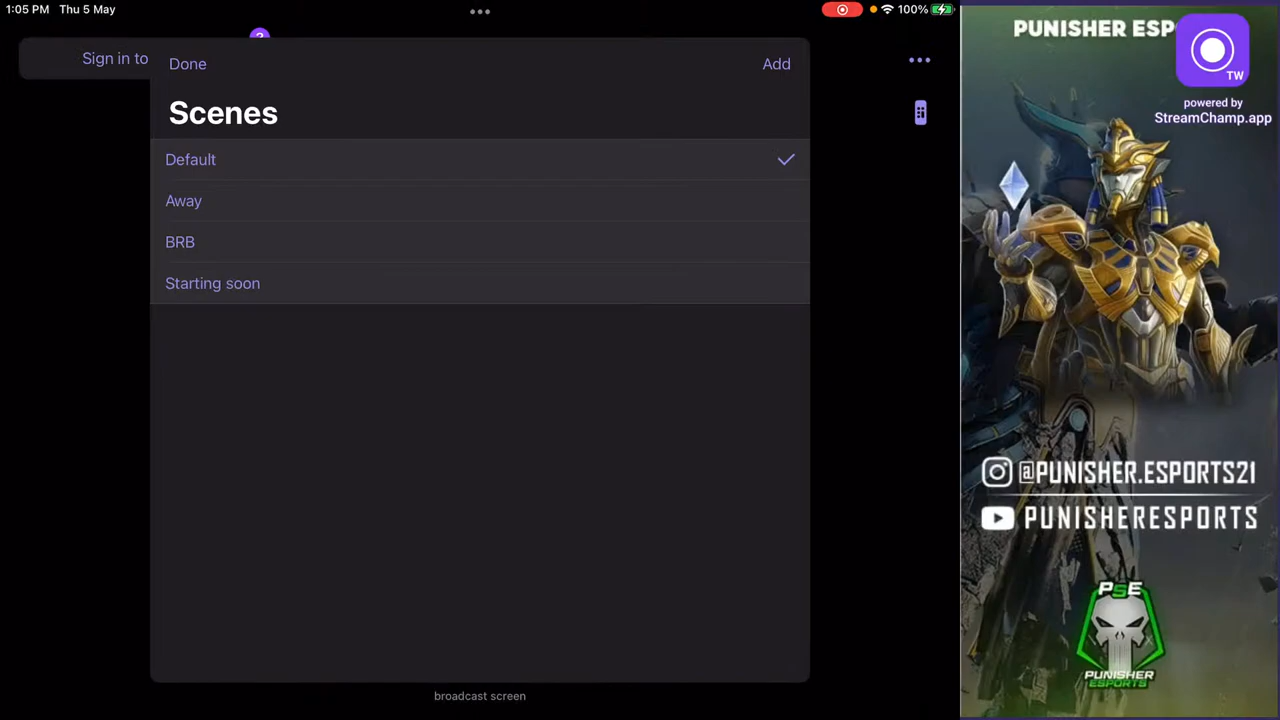 1:05 PM Thu 5 May
100%
Sign in to
Done
Add
Scenes
Default
Away
BRB
Starting soon
broadcast screen
PUNISHER ESP
TW
powered by
StreamChamp.app
@PUNISHER.ESPORTS21
PUNISHERESPORTS
PSE
PUNISHER
ESPORTS